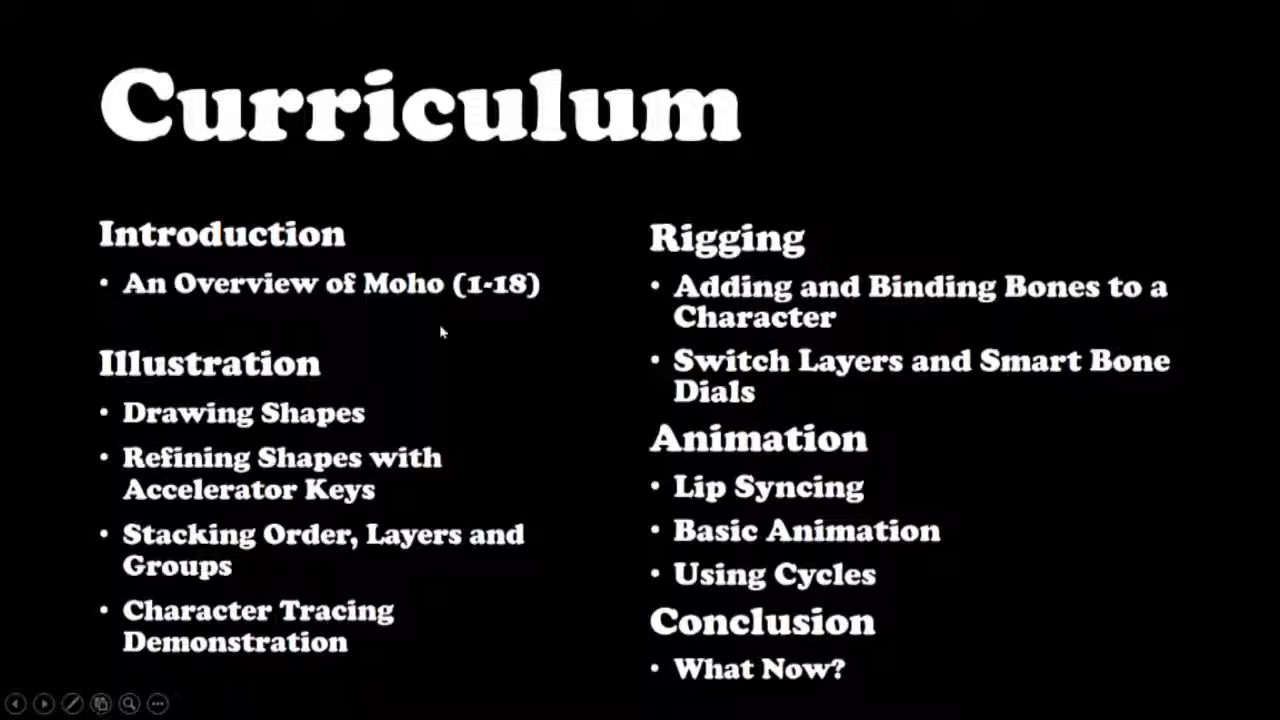 Curriculum
Introduction
• An Overview of Moho (1-18)
Illustration
• Drawing Shapes
• Refining Shapes with
Accelerator Keys
• Stacking Order, Layers and
Groups
• Character Tracing
Demonstration
Rigging
• Adding and Binding Bones to a
Character
• Switch Layers and Smart Bone
Dials
Animation
• Lip Syncing
• Basic Animation
• Using Cycles
Conclusion
• What Now?